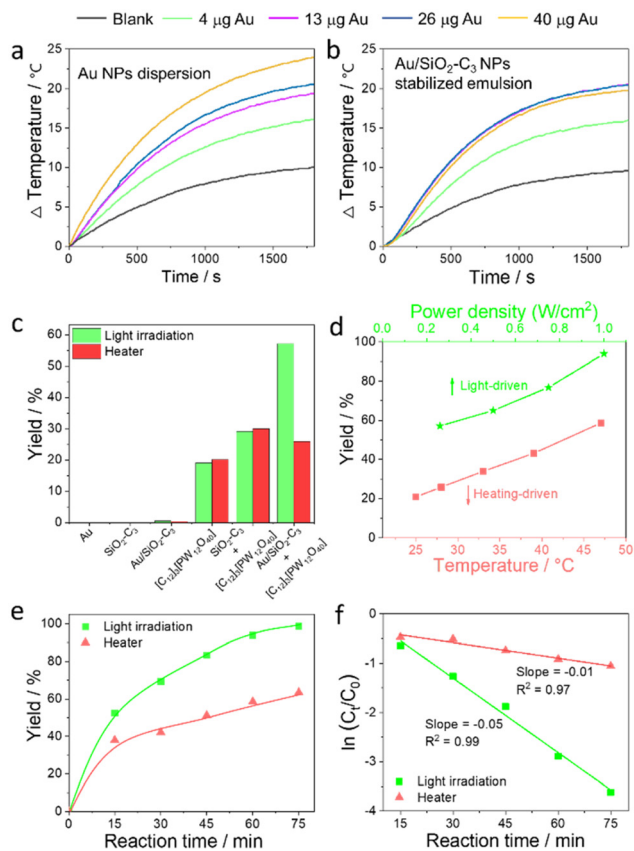 Blank 4 μg Au 13 μg Au 26 μg Au 40 μg Au
a
Au NPs dispersion
△ Temperature / °C
25
20
15
10
5
0
0 500 1000 1500
Time / s
b
Au/SiO₂-C₃ NPs
stabilized emulsion
△ Temperature / °C
25
20
15
10
5
0
0 500 1000 1500
Time / s
c
Light irradiation
Heater
Yield / %
60
50
40
30
20
10
0
Au
SiO₂-C₃
Au/SiO₂-C₃
[C₁₂]₃[PW₁₂O₄₀]
SiO₂-C₃
+
[C₁₂]₃[PW₁₂O₄₀]
Au/SiO₂-C₃
+
[C₁₂]₃[PW₁₂O₄₀]
d
Power density (W/cm²)
0.0 0.2 0.4 0.6 0.8 1.0
Yield / %
100
80
60
40
20
0
Light-driven
Heating-driven
25 30 35 40 45 50
Temperature / °C
e
Light irradiation
Heater
Yield / %
100
80
60
40
20
0
0 15 30 45 60 75
Reaction time / min
f
ln (Cₜ/C₀)
0
-1
-2
-3
-4
Slope = -0.01
R² = 0.97
Slope = -0.05
R² = 0.99
Light irradiation
Heater
15 30 45 60 75
Reaction time / min